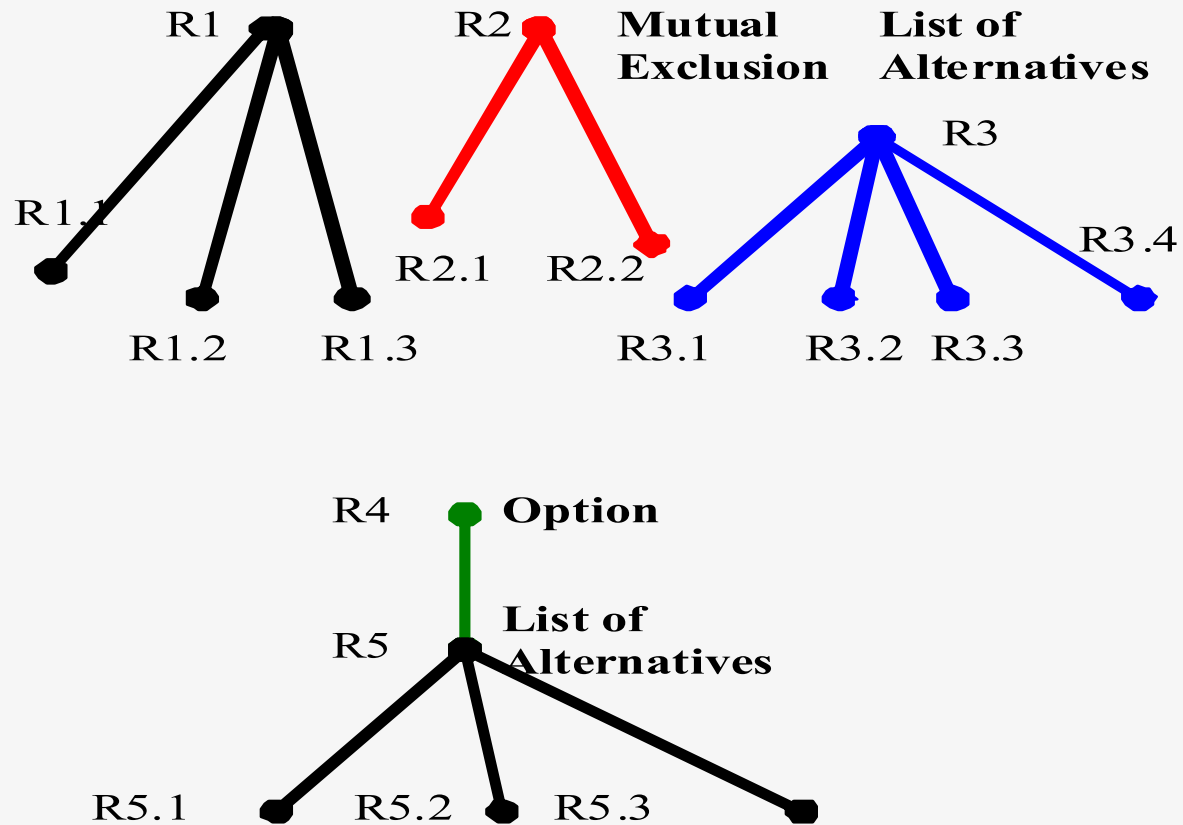 R1
R2
Mutual
Exclusion
List of
Alternatives
R3
R1.1
R2.1
R2.2
R3.4
R1.2
R1.3
R3.1
R3.2
R3.3
R4
Option
R5
List of
Alternatives
R5.1
R5.2
R5.3